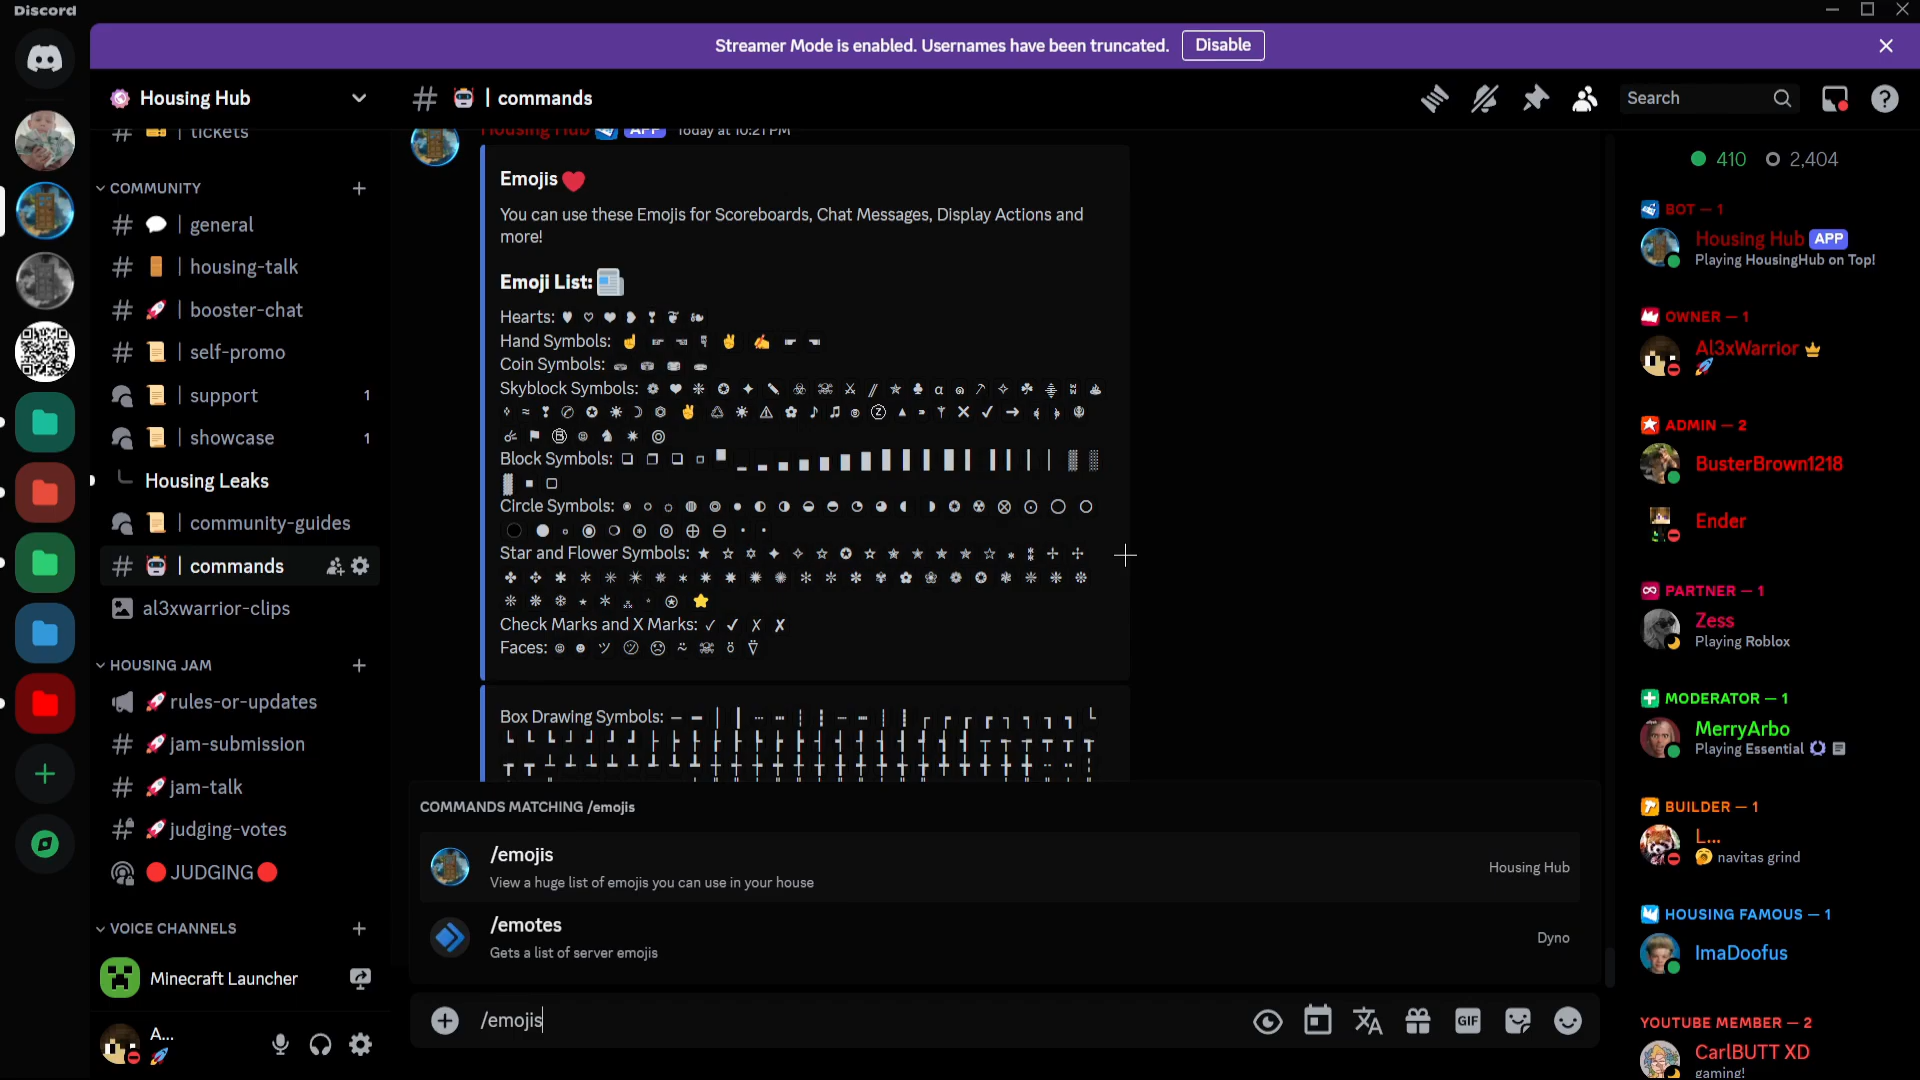 Discord
Streamer Mode is enabled. Usernames have been truncated.
Disable
Housing Hub
| tickets
COMMUNITY
| general
| housing-talk
| booster-chat
| self-promo
| support 1
| showcase 1
Housing Leaks
| community-guides
| commands
al3xwarrior-clips
HOUSING JAM
rules-or-updates
jam-submission
jam-talk
judging-votes
🔴 JUDGING 🔴
VOICE CHANNELS
Minecraft Launcher
A...
# 🤖 | commands
Search
Housing Hub APP Today at 10:21 PM
Emojis ❤️
You can use these Emojis for Scoreboards, Chat Messages, Display Actions and
more!
Emoji List: 📰
Hearts:
Hand Symbols:
Coin Symbols:
Skyblock Symbols:
Block Symbols:
Circle Symbols:
Star and Flower Symbols:
Check Marks and X Marks: ✓ ✔ ✗ ✘
Faces:
Box Drawing Symbols:
COMMANDS MATCHING /emojis
/emojis
View a huge list of emojis you can use in your house
Housing Hub
/emotes
Gets a list of server emojis
Dyno
/emojis
GIF
410 2,404
BOT — 1
Housing Hub APP
Playing HousingHub on Top!
OWNER — 1
Al3xWarrior
ADMIN — 2
BusterBrown1218
Ender
PARTNER — 1
Zess
Playing Roblox
MODERATOR — 1
MerryArbo
Playing Essential
BUILDER — 1
L...
navitas grind
HOUSING FAMOUS — 1
ImaDoofus
YOUTUBE MEMBER — 2
CarlBUTT XD
gaming!